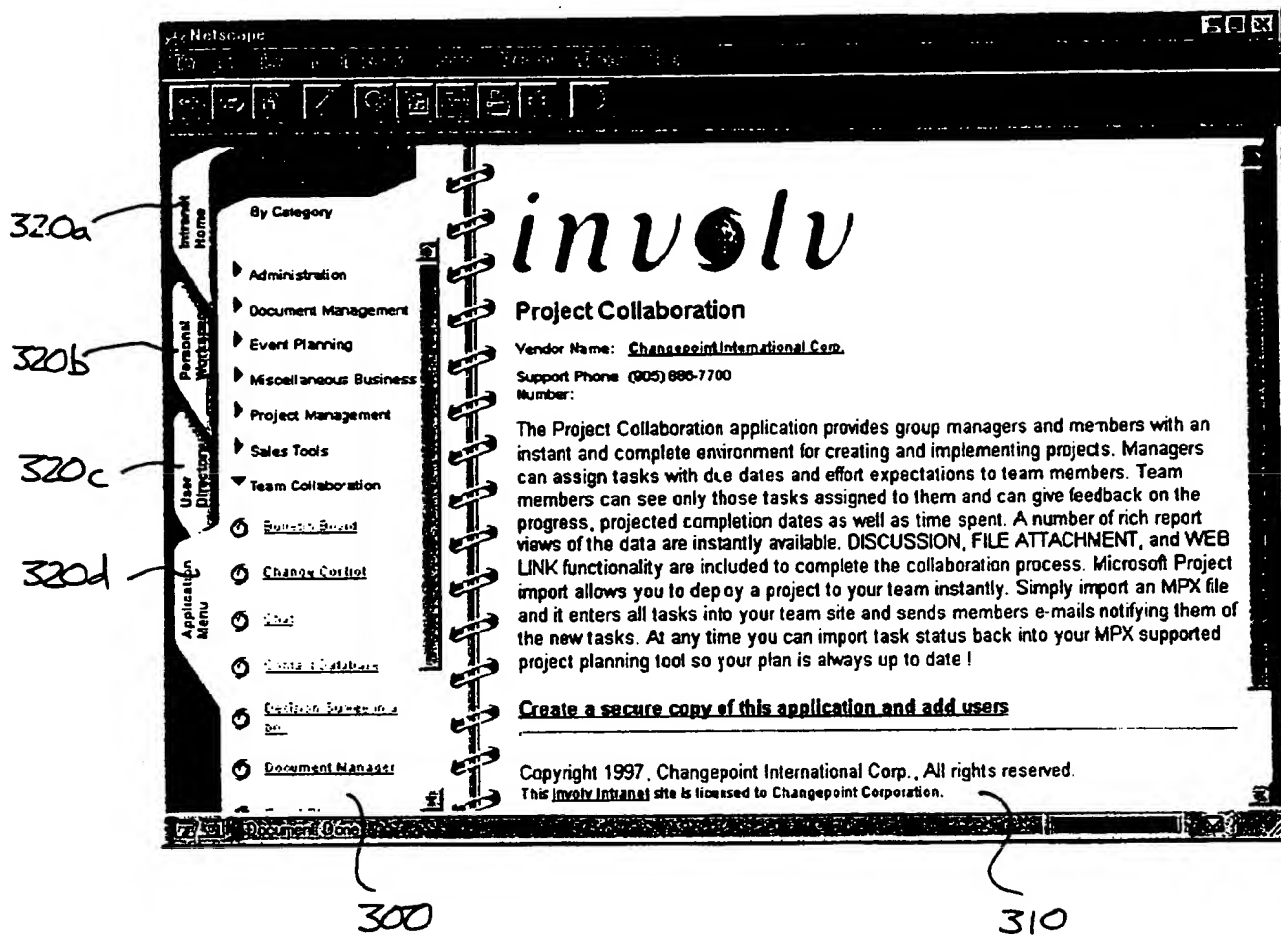 Netscape
320a
320b
320c
320d
Intranet
Home
Personal
User
Directory
Application
Menu
By Category
Administration
Document Management
Event Planning
Miscellaneous Business
Project Management
Sales Tools
Team Collaboration
Bulletin Board
Change Control
Chat
Contact Database
Document Manager
involv
Project Collaboration
Vendor Name: Changepoint International Corp.
Support Phone (905) 886-7700
Number:
The Project Collaboration application provides group managers and members with an
instant and complete environment for creating and implementing projects. Managers
can assign tasks with due dates and effort expectations to team members. Team
members can see only those tasks assigned to them and can give feedback on the
progress, projected completion dates as well as time spent. A number of rich report
views of the data are instantly available. DISCUSSION, FILE ATTACHMENT, and WEB
LINK functionality are included to complete the collaboration process. Microsoft Project
import allows you to deploy a project to your team instantly. Simply import an MPX file
and it enters all tasks into your team site and sends members e-mails notifying them of
the new tasks. At any time you can import task status back into your MPX supported
project planning tool so your plan is always up to date !
Create a secure copy of this application and add users
Copyright 1997, Changepoint International Corp., All rights reserved.
This Involv Intranet site is licensed to Changepoint Corporation.
Document Done
300
310